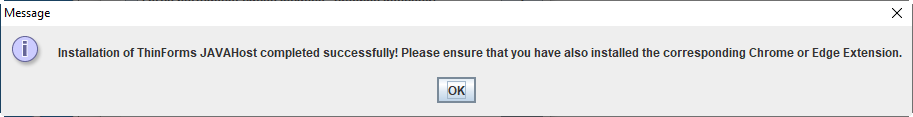 Message
Installation of ThinForms JAVAHost completed successfully! Please ensure that you have also installed the corresponding Chrome or Edge Extension.
OK